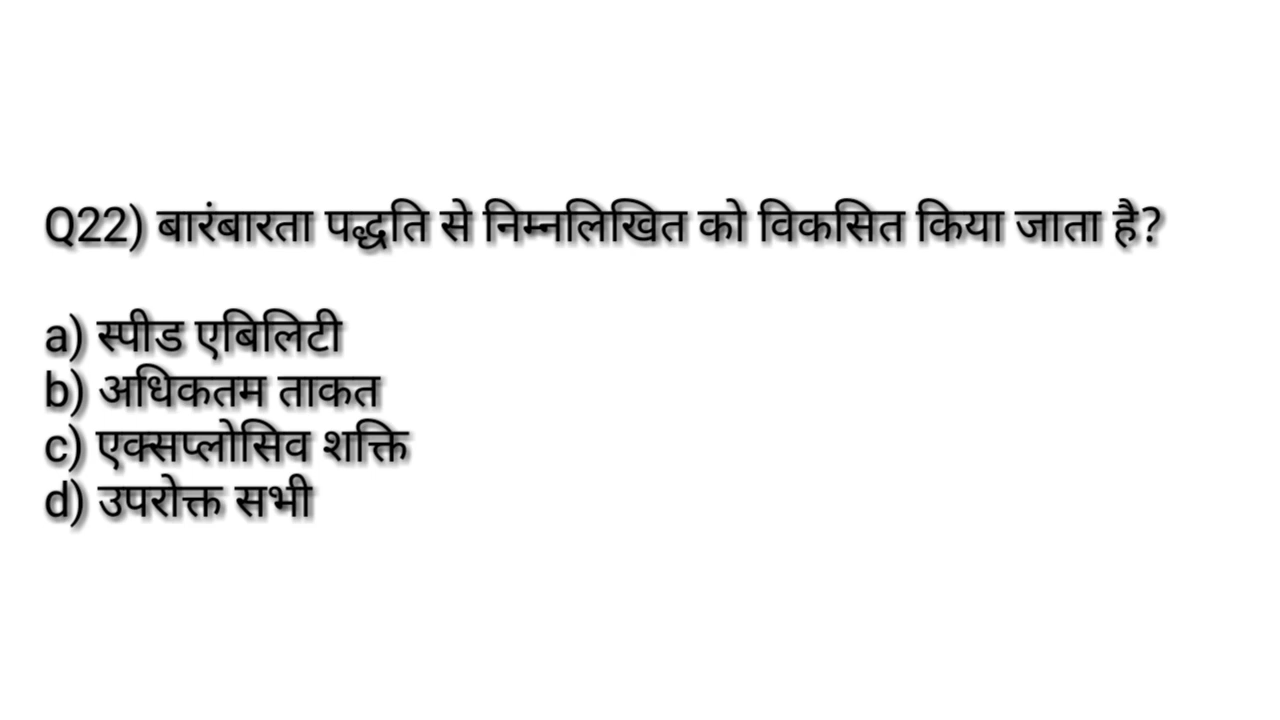 Q22) बारंबारता पद्धति से निम्नलिखित को विकसित किया जाता है?
a) स्पीड एबिलिटी
b) अधिकतम ताकत
c) एक्सप्लोसिव शक्ति
d) उपरोक्त सभी